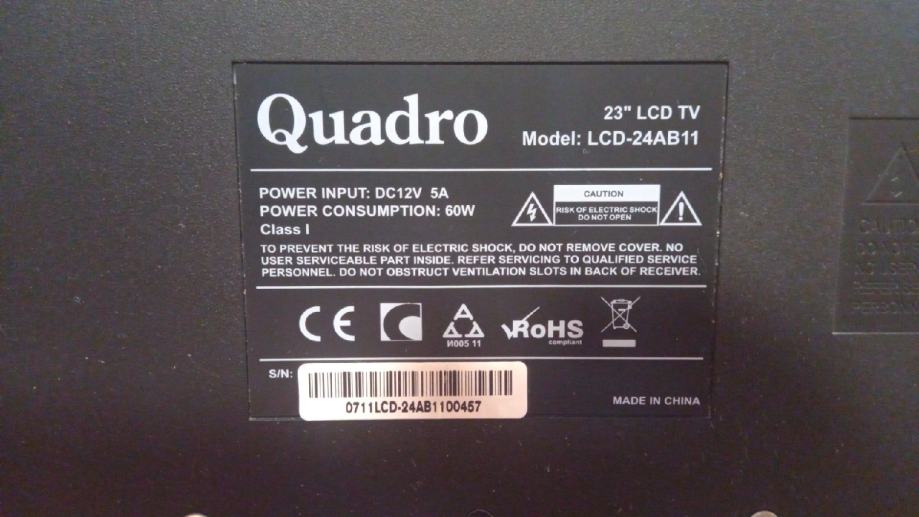 Quadro
23" LCD TV
Model: LCD-24AB11
POWER INPUT: DC12V 5A
POWER CONSUMPTION: 60W
Class I
CAUTION
RISK OF ELECTRIC SHOCK
DO NOT OPEN
TO PREVENT THE RISK OF ELECTRIC SHOCK, DO NOT REMOVE COVER. NO
USER SERVICEABLE PART INSIDE. REFER SERVICING TO QUALIFIED SERVICE
PERSONNEL. DO NOT OBSTRUCT VENTILATION SLOTS IN BACK OF RECEIVER.
CE
И005 11
RoHS
compliant
S/N:
0711LCD-24AB1100457
MADE IN CHINA